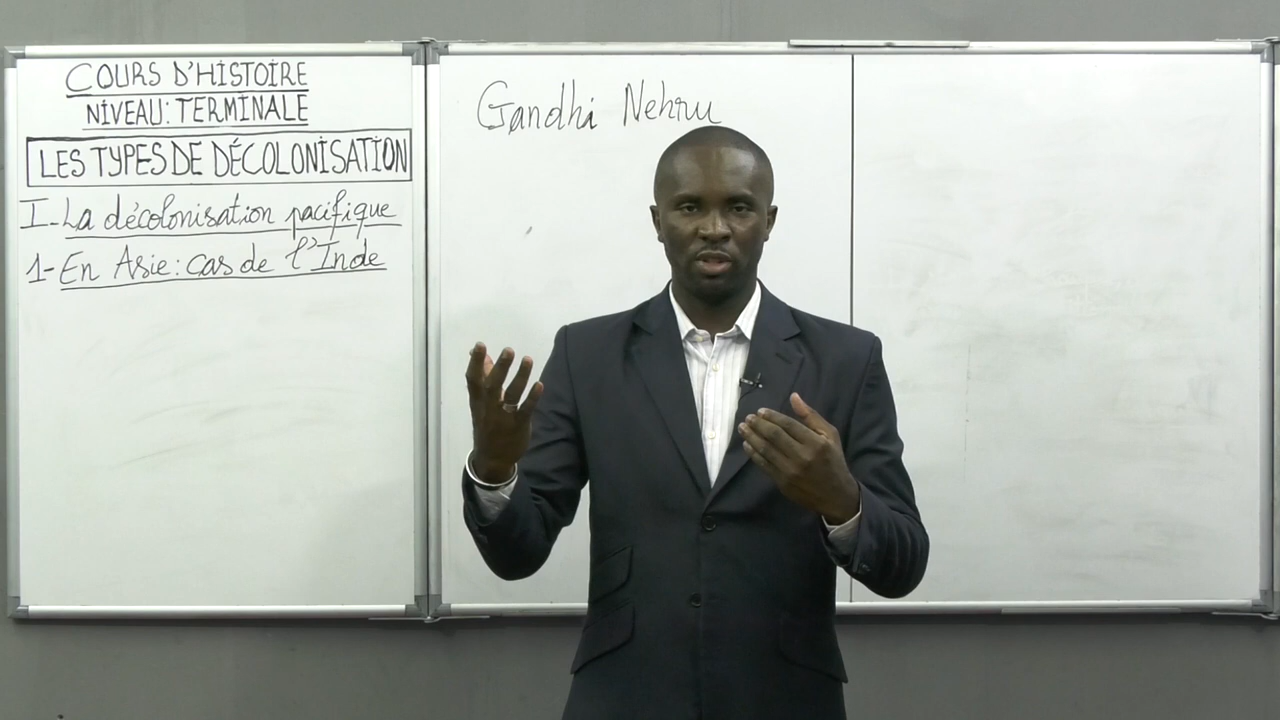 COURS D'HISTOIRE
NIVEAU: TERMINALE
LES TYPES DE DÉCOLONISATION
I-La décolonisation pacifique
1-En Asie: cas de l'Inde
Gandhi Nehru